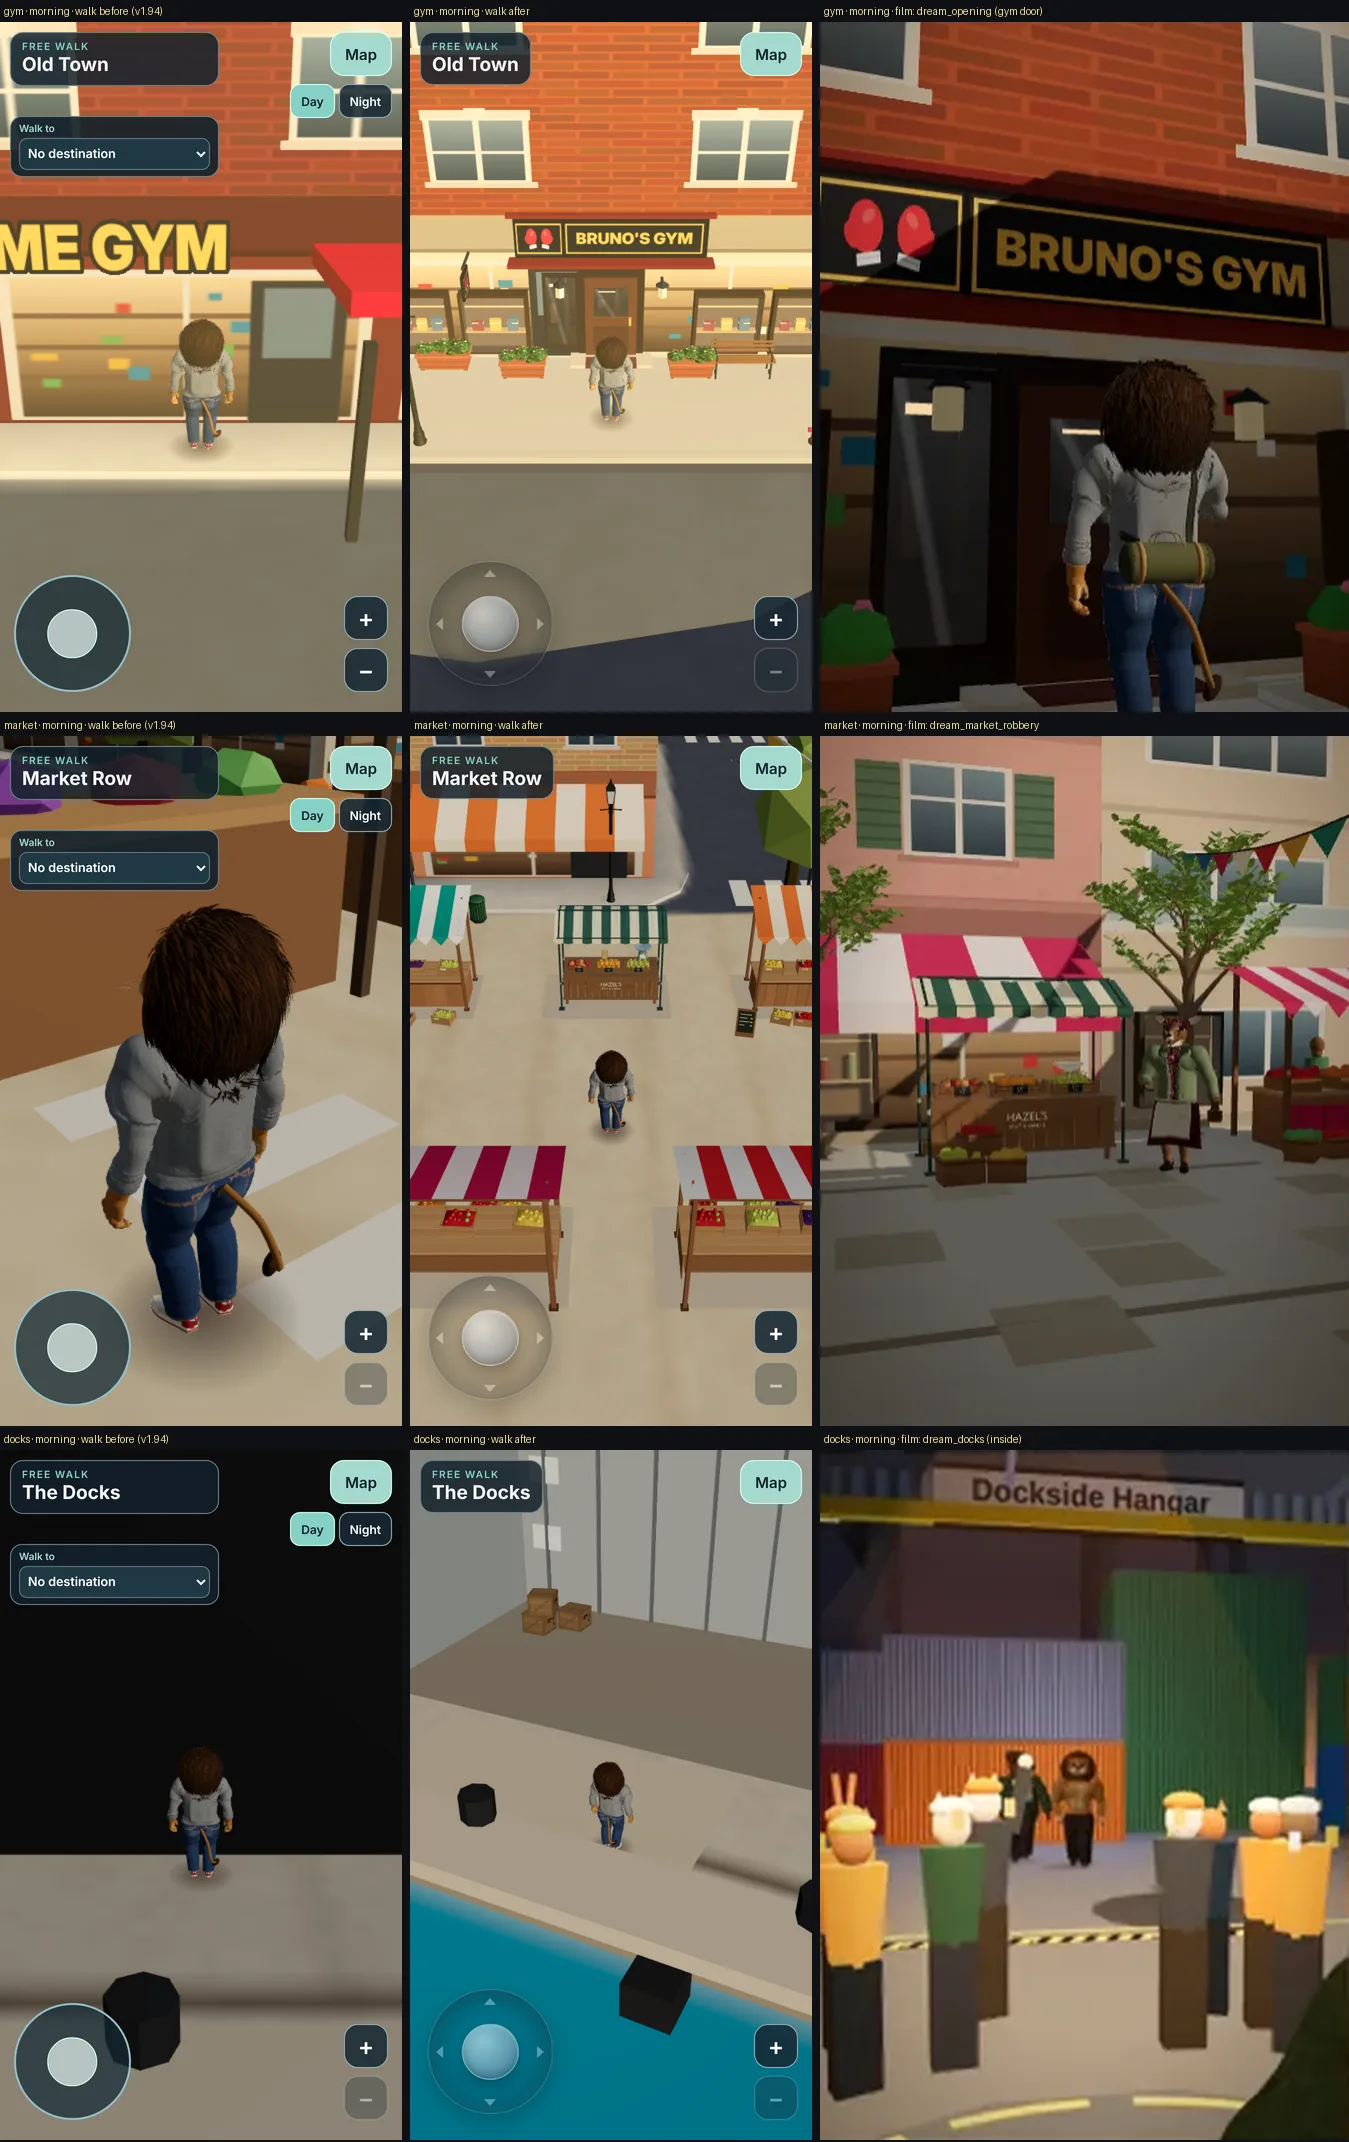 gym · morning · walk before (v1.94)
FREE WALK
Old Town
Map
Day
Night
Walk to
No destination
ME GYM
+
−
gym · morning · walk after
FREE WALK
Old Town
Map
BRUNO'S GYM
+
−
gym · morning · film: dream_opening (gym door)
BRUNO'S GYM
market · morning · walk before (v1.94)
FREE WALK
Market Row
Map
Day
Night
Walk to
No destination
+
−
market · morning · walk after
FREE WALK
Market Row
Map
HAZEL'S
+
−
market · morning · film: dream_market_robbery
HAZEL'S
docks · morning · walk before (v1.94)
FREE WALK
The Docks
Map
Day
Night
Walk to
No destination
+
−
docks · morning · walk after
FREE WALK
The Docks
Map
+
−
docks · morning · film: dream_docks (inside)
Dockside Hangar